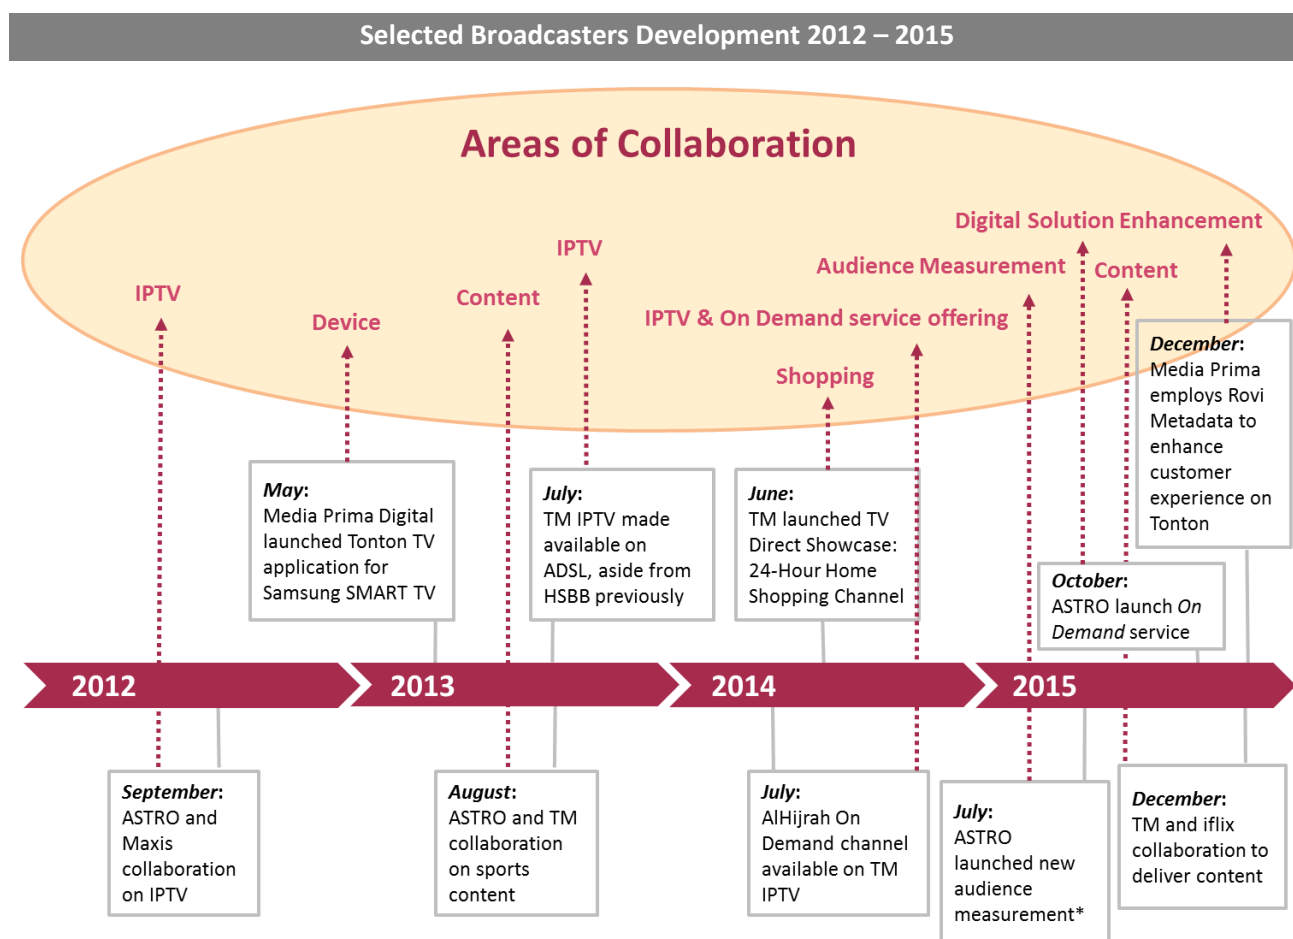 Selected Broadcasters Development 2012 – 2015
Areas of Collaboration
Digital Solution Enhancement
IPTV
Audience Measurement
Content
IPTV
Content
Device
IPTV & On Demand service offering
Shopping
December:
Media Prima
employs Rovi
Metadata to
enhance
customer
experience on
Tonton
May:
Media Prima Digital
launched Tonton TV
application for
Samsung SMART TV
July:
TM IPTV made
available on
ADSL, aside from
HSBB previously
June:
TM launched TV
Direct Showcase:
24-Hour Home
Shopping Channel
October:
ASTRO launch On
Demand service
2012
2013
2014
2015
September:
ASTRO and
Maxis
collaboration
on IPTV
August:
ASTRO and TM
collaboration
on sports
content
July:
AlHijrah On
Demand channel
available on TM
IPTV
July:
ASTRO
launched new
audience
measurement*
December:
TM and iflix
collaboration to
deliver content